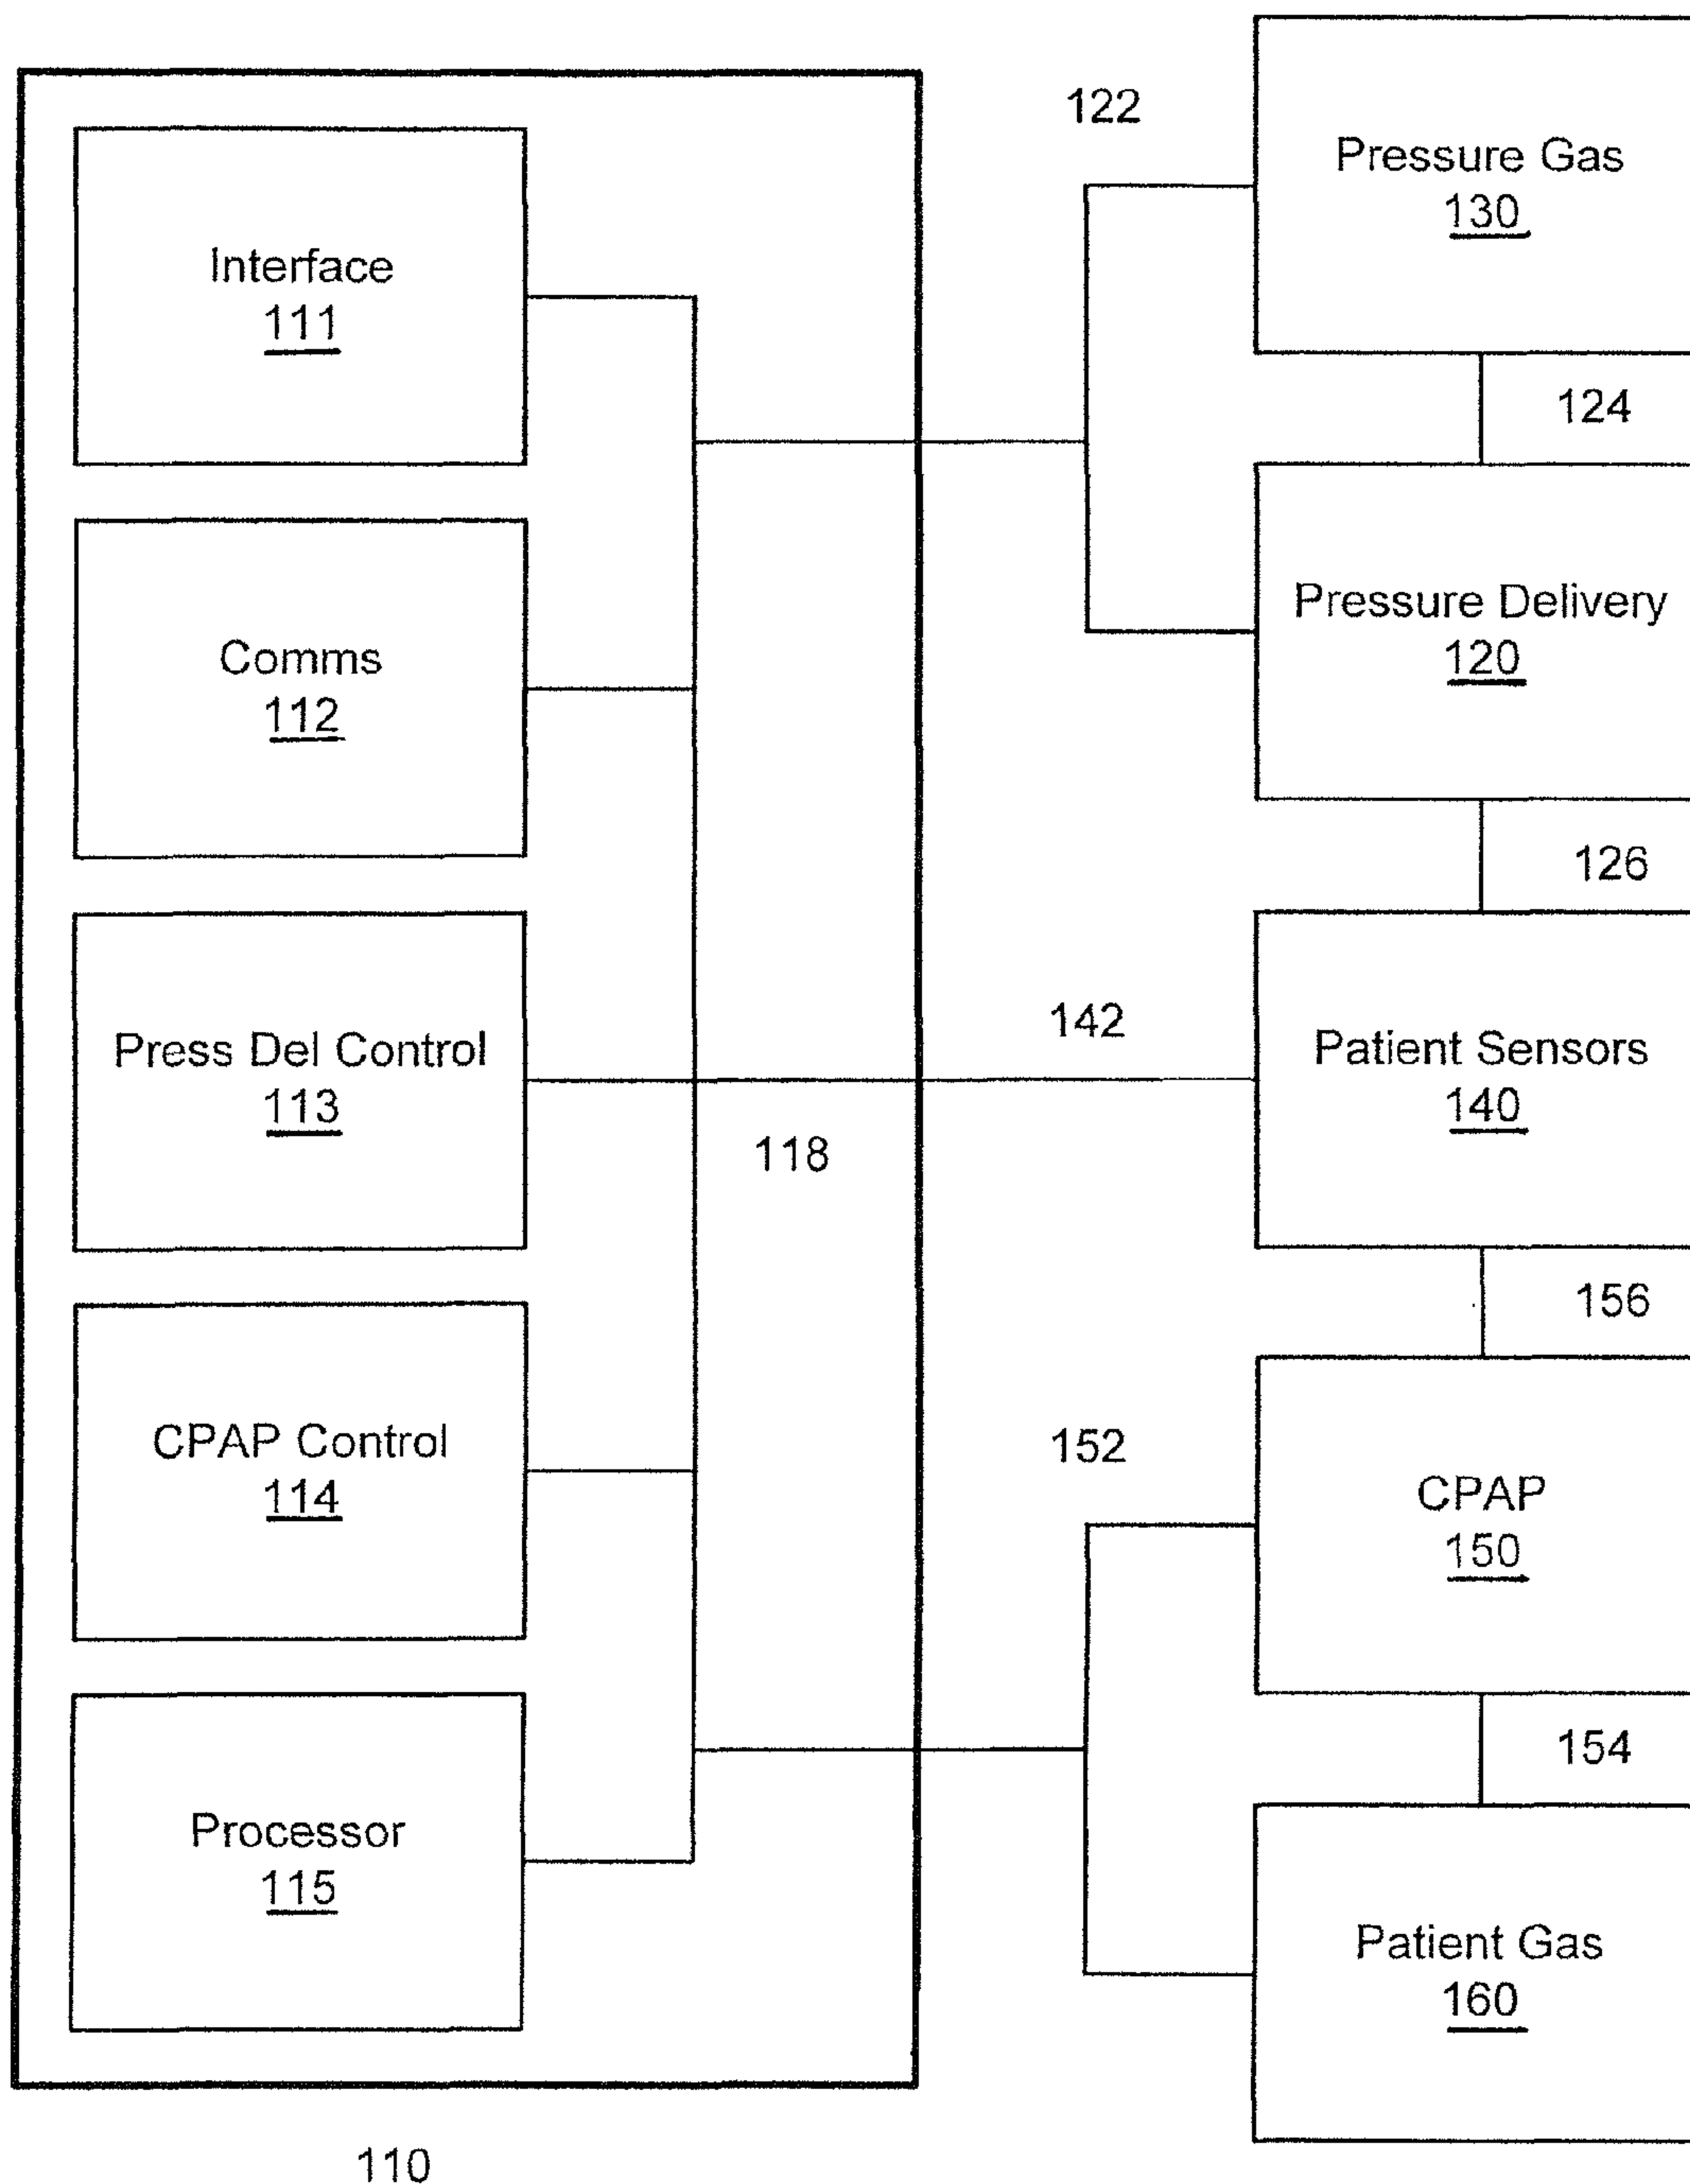 Interface
111
Comms
112
Press Del Control
113
CPAP Control
114
Processor
115
118
110
122
Pressure Gas
130
124
Pressure Delivery
120
126
142
Patient Sensors
140
156
152
CPAP
150
154
Patient Gas
160